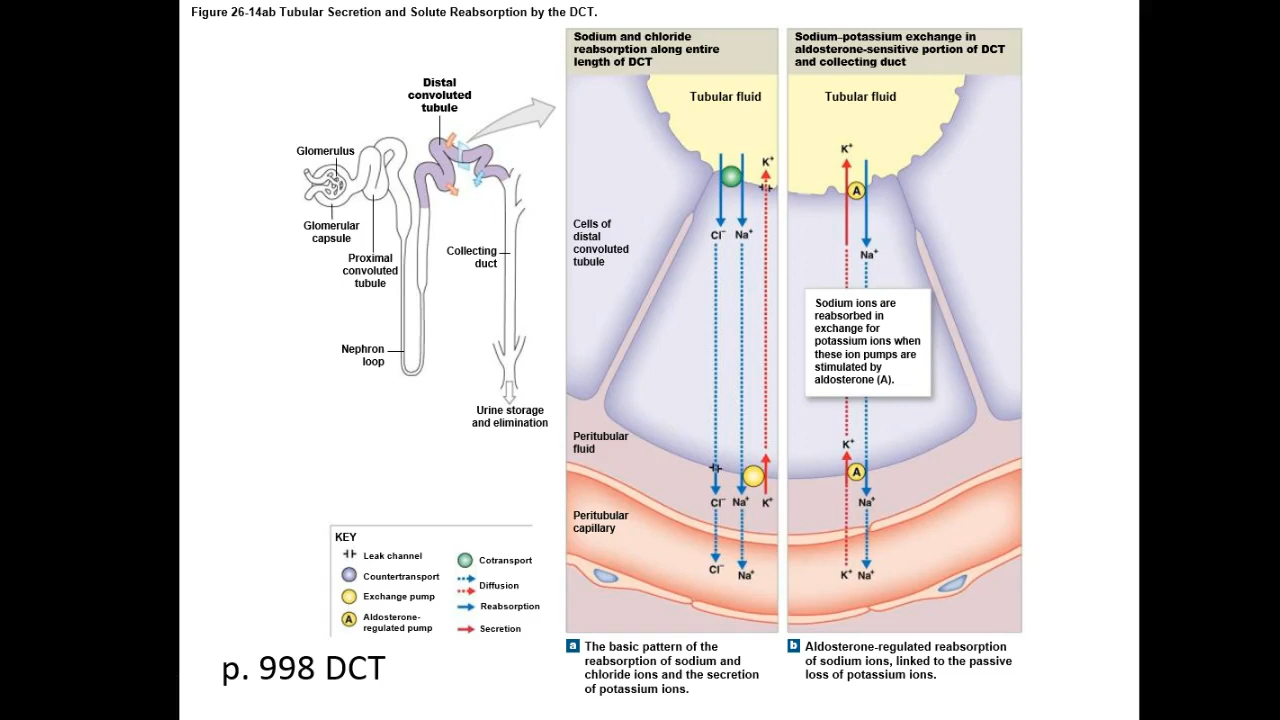 Figure 26-14ab Tubular Secretion and Solute Reabsorption by the DCT.
Distal
convoluted
tubule
Glomerulus
Glomerular
capsule
Proximal
convoluted
tubule
Collecting
duct
Nephron
loop
Urine storage
and elimination
KEY
Leak channel
Countertransport
Exchange pump
A
Aldosterone-
regulated pump
Cotransport
Diffusion
Reabsorption
Secretion
p. 998 DCT
Sodium and chloride
reabsorption along entire
length of DCT
Tubular fluid
K⁺
Cl⁻ Na⁺
Cells of
distal
convoluted
tubule
Peritubular
fluid
Cl⁻ Na⁺ K⁺
Peritubular
capillary
Cl⁻ Na⁺
a The basic pattern of the
reabsorption of sodium and
chloride ions and the secretion
of potassium ions.
Sodium–potassium exchange in
aldosterone-sensitive portion of DCT
and collecting duct
Tubular fluid
K⁺
A
Na⁺
Sodium ions are
reabsorbed in
exchange for
potassium ions when
these ion pumps are
stimulated by
aldosterone (A).
K⁺
A
Na⁺
K⁺ Na⁺
b Aldosterone-regulated reabsorption
of sodium ions, linked to the passive
loss of potassium ions.